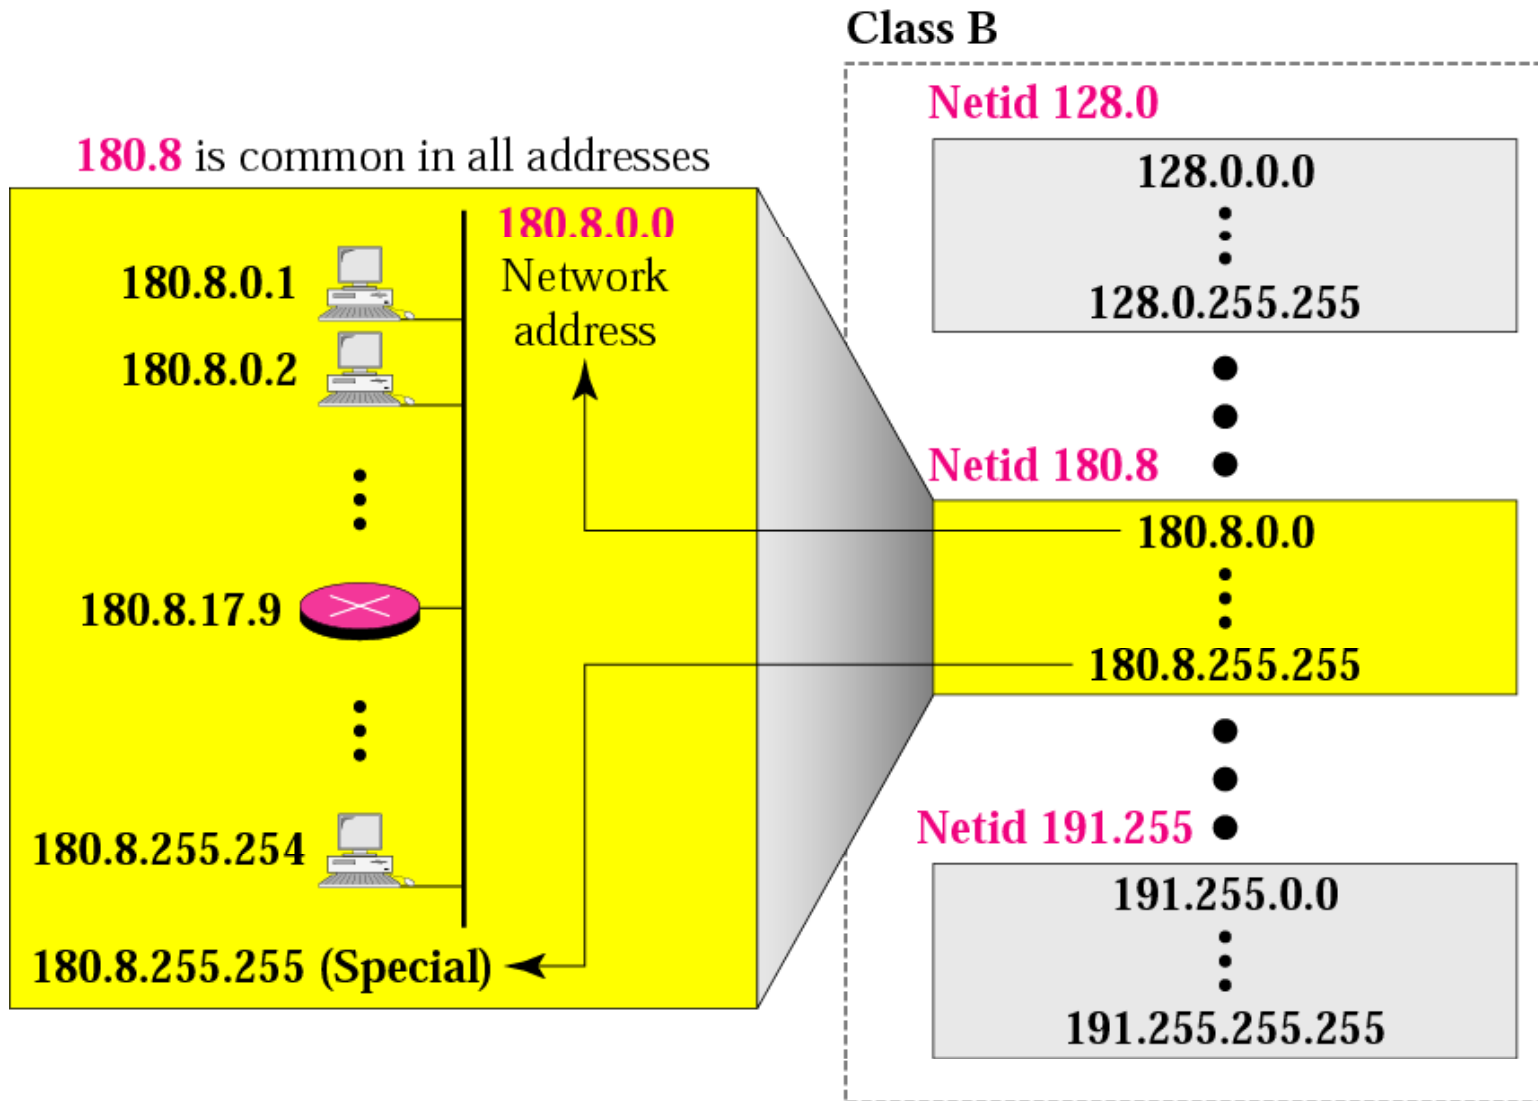 Class B
Netid 128.0
128.0.0.0
128.0.255.255
180.8 is common in all addresses
180.8.0.0
Network
address
180.8.0.1
180.8.0.2
180.8.17.9
180.8.255.254
180.8.255.255 (Special)
Netid 180.8
180.8.0.0
180.8.255.255
Netid 191.255
191.255.0.0
191.255.255.255